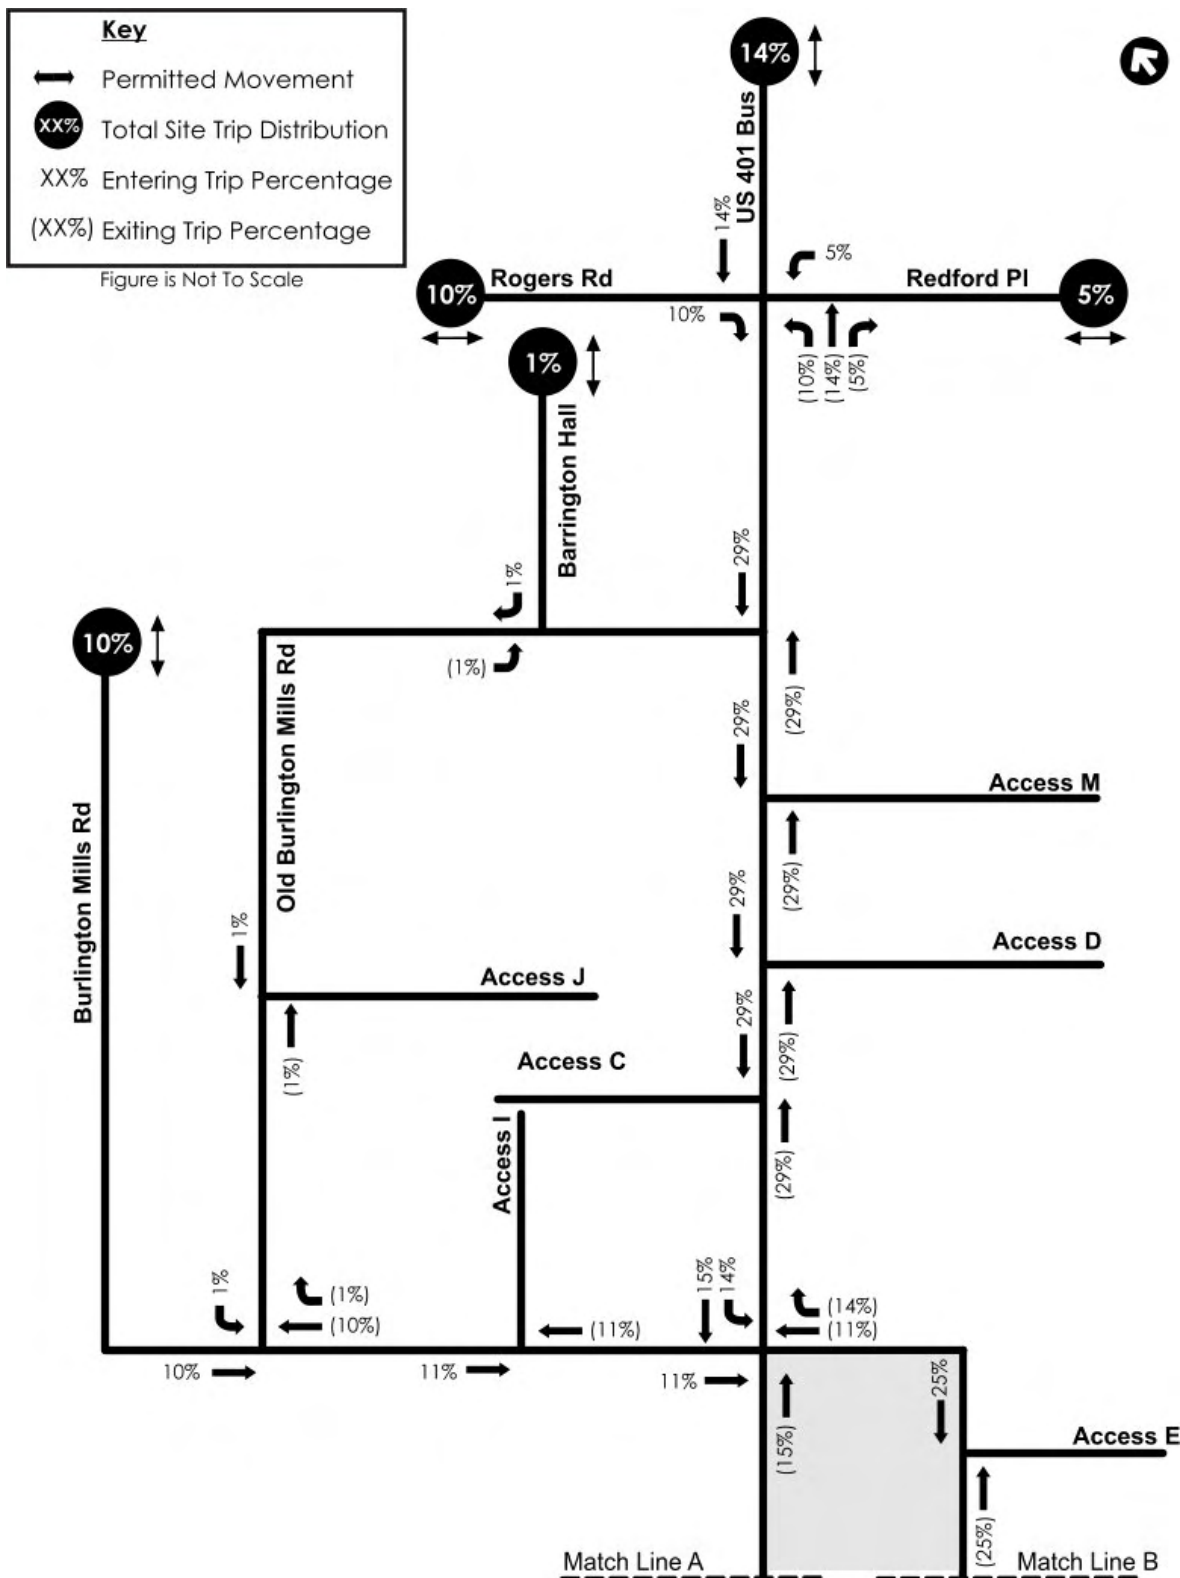 Key
Permitted Movement
XX% Total Site Trip Distribution
XX% Entering Trip Percentage
(XX%) Exiting Trip Percentage
Figure is Not To Scale
14%
US 401 Bus
14%
5%
10%
Rogers Rd
Redford Pl
5%
10%
(10%)
(14%)
(5%)
1%
Barrington Hall
29%
1%
(1%)
10%
Old Burlington Mills Rd
29%
(29%)
Access M
Burlington Mills Rd
(29%)
29%
Access D
1%
Access J
29%
(29%)
(1%)
Access C
Access I
(29%)
1%
(1%)
(10%)
(11%)
15%
14%
(14%)
(11%)
10%
11%
11%
25%
(15%)
Access E
(25%)
Match Line A
Match Line B